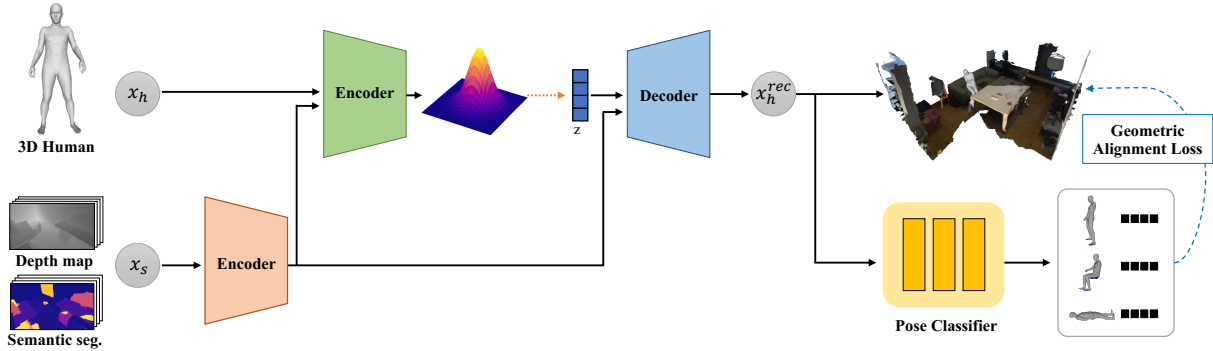 3D Human
x_h
Encoder
z
Decoder
x_h^{rec}
Geometric
Alignment Loss
Depth map
Semantic seg.
x_s
Encoder
Pose Classifier